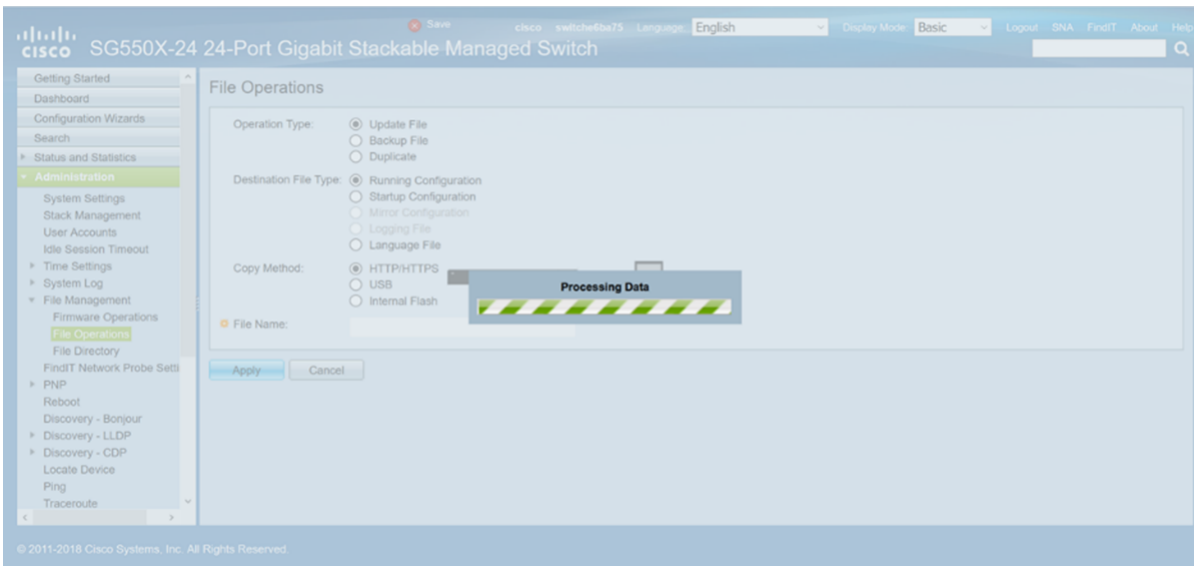 Save cisco switche6ba75 Language: English Display Mode: Basic Logout SNA FindIT About Help
CISCO SG550X-24 24-Port Gigabit Stackable Managed Switch
Getting Started
Dashboard
Configuration Wizards
Search
Status and Statistics
Administration
System Settings
Stack Management
User Accounts
Idle Session Timeout
Time Settings
System Log
File Management
Firmware Operations
File Operations
File Directory
FindIT Network Probe Setti
PNP
Reboot
Discovery - Bonjour
Discovery - LLDP
Discovery - CDP
Locate Device
Ping
Traceroute
File Operations
Operation Type: Update File
Backup File
Duplicate
Destination File Type: Running Configuration
Startup Configuration
Mirror Configuration
Logging File
Language File
Copy Method: HTTP/HTTPS
USB
Internal Flash
File Name:
Processing Data
Apply Cancel
© 2011-2018 Cisco Systems, Inc. All Rights Reserved.